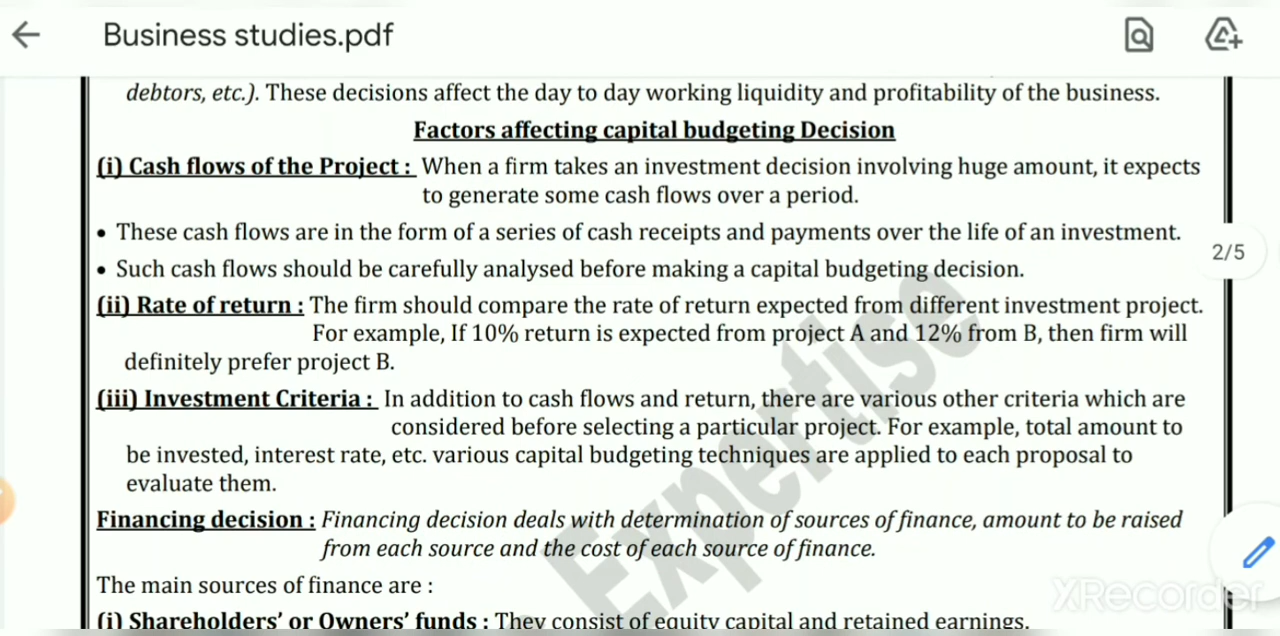 Business studies.pdf
debtors, etc.). These decisions affect the day to day working liquidity and profitability of the business.
Factors affecting capital budgeting Decision
(i) Cash flows of the Project : When a firm takes an investment decision involving huge amount, it expects
to generate some cash flows over a period.
• These cash flows are in the form of a series of cash receipts and payments over the life of an investment.
2/5
• Such cash flows should be carefully analysed before making a capital budgeting decision.
(ii) Rate of return : The firm should compare the rate of return expected from different investment project.
For example, If 10% return is expected from project A and 12% from B, then firm will
definitely prefer project B.
(iii) Investment Criteria : In addition to cash flows and return, there are various other criteria which are
considered before selecting a particular project. For example, total amount to
be invested, interest rate, etc. various capital budgeting techniques are applied to each proposal to
evaluate them.
Financing decision : Financing decision deals with determination of sources of finance, amount to be raised
from each source and the cost of each source of finance.
The main sources of finance are :
(i) Shareholders' or Owners' funds : They consist of equity capital and retained earnings.
Expertise
XRecorder